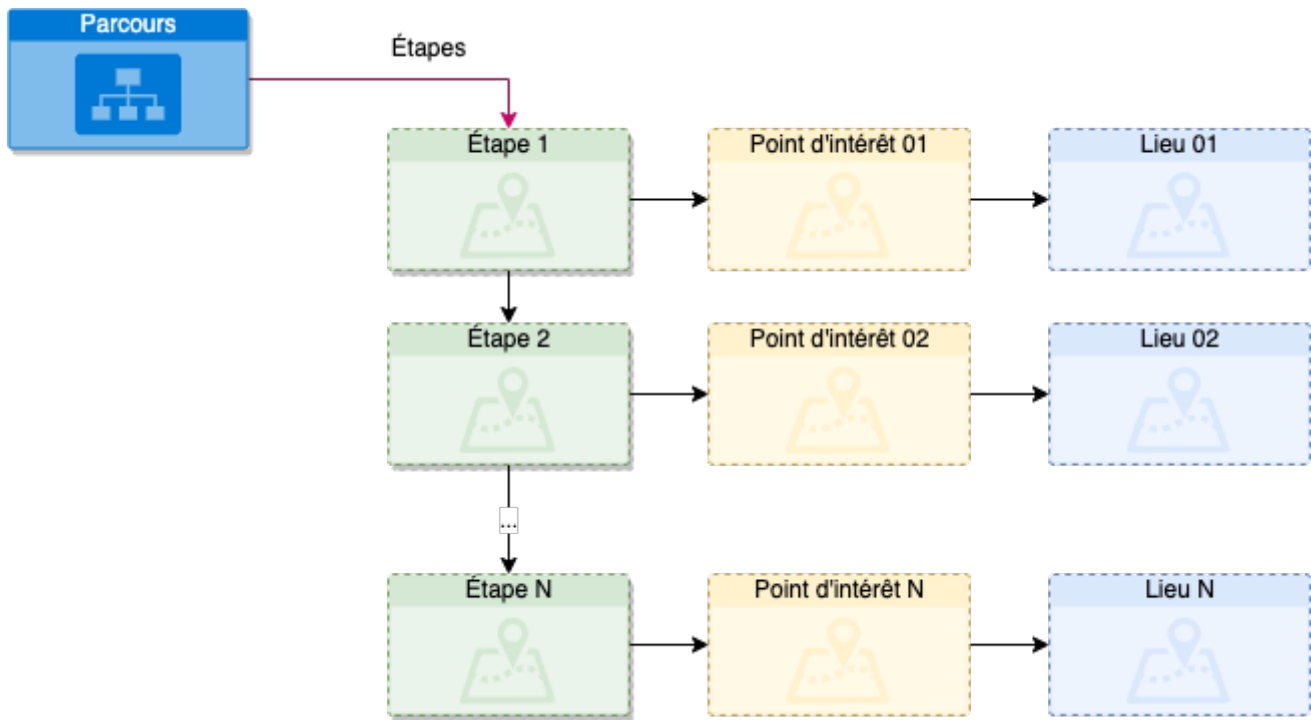 Parcours
Étapes
Étape 1
Point d'intérêt 01
Lieu 01
Étape 2
Point d'intérêt 02
Lieu 02
...
Étape N
Point d'intérêt N
Lieu N